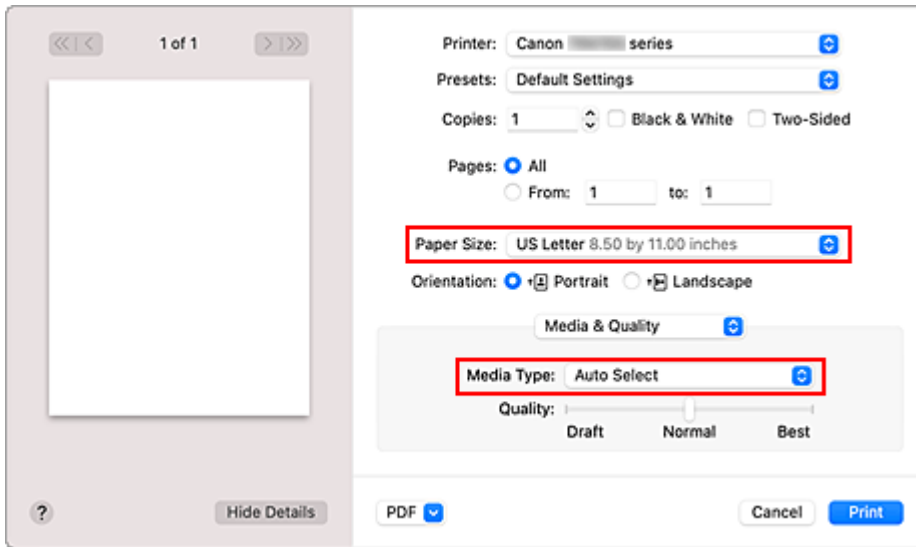 1 of 1
Printer: Canon series
Presets: Default Settings
Copies: 1 Black & White Two-Sided
Pages: All
From: 1 to: 1
Paper Size: US Letter 8.50 by 11.00 inches
Orientation: Portrait Landscape
Media & Quality
Media Type: Auto Select
Quality:
Draft Normal Best
? Hide Details PDF Cancel Print